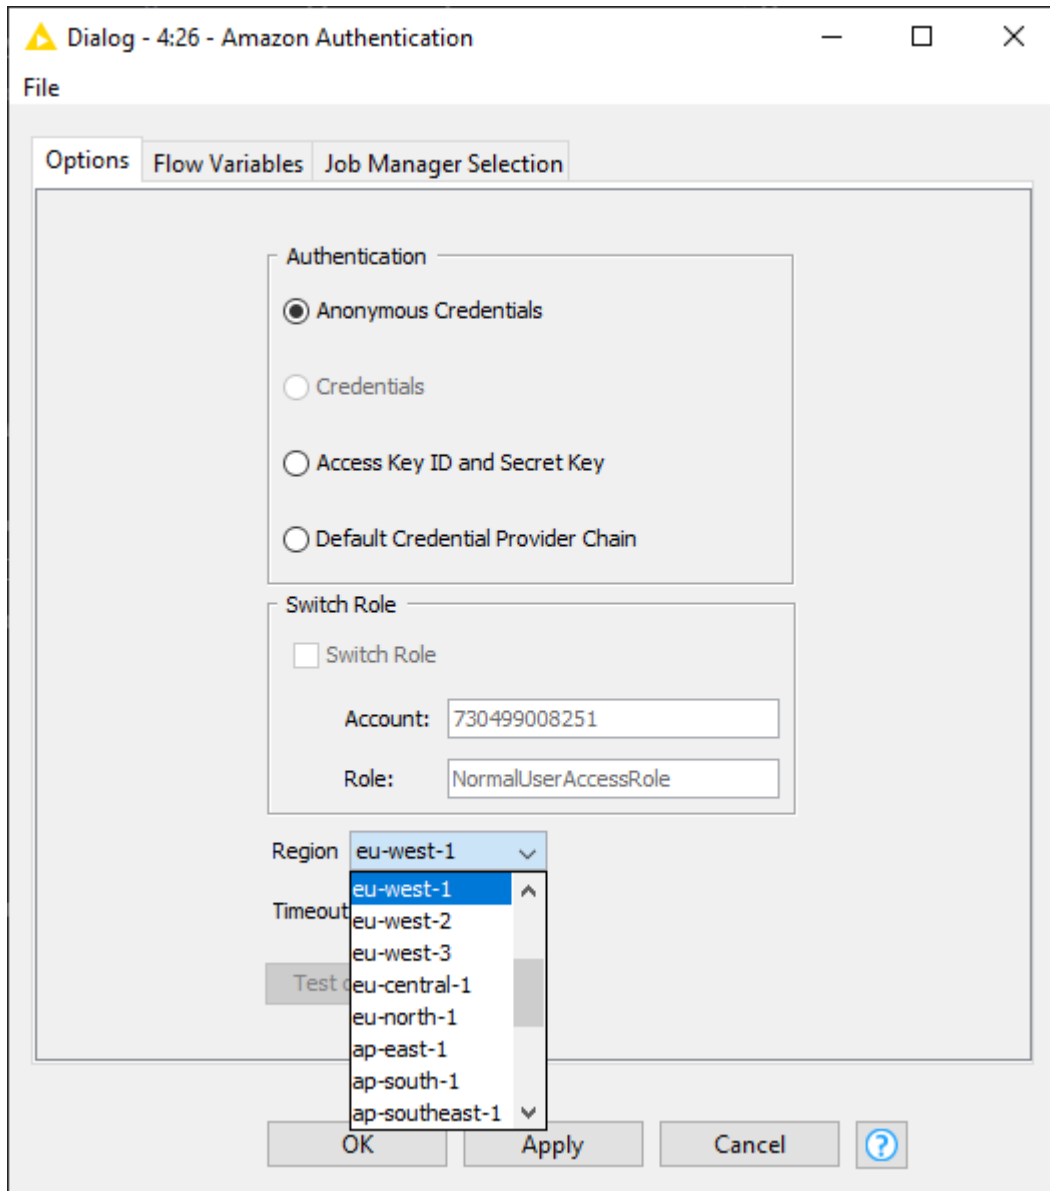 Dialog - 4:26 - Amazon Authentication
File
Options Flow Variables Job Manager Selection
Authentication
Anonymous Credentials
Credentials
Access Key ID and Secret Key
Default Credential Provider Chain
Switch Role
Switch Role
Account: 730499008251
Role: NormalUserAccessRole
Region eu-west-1
eu-west-1
Timeout
eu-west-2
eu-west-3
Test
eu-central-1
eu-north-1
ap-east-1
ap-south-1
ap-southeast-1
OK Apply Cancel ?